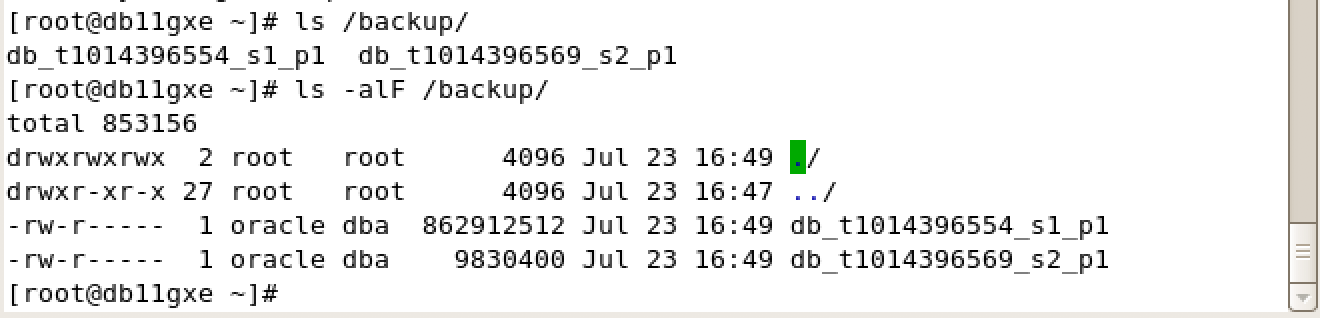 [root@db11gxe ~]# ls /backup/
db_t1014396554_s1_p1  db_t1014396569_s2_p1
[root@db11gxe ~]# ls -alF /backup/
total 853156
drwxrwxrwx  2 root   root      4096 Jul 23 16:49 ./
drwxr-xr-x 27 root   root      4096 Jul 23 16:47 ../
-rw-r-----  1 oracle dba  862912512 Jul 23 16:49 db_t1014396554_s1_p1
-rw-r-----  1 oracle dba    9830400 Jul 23 16:49 db_t1014396569_s2_p1
[root@db11gxe ~]#